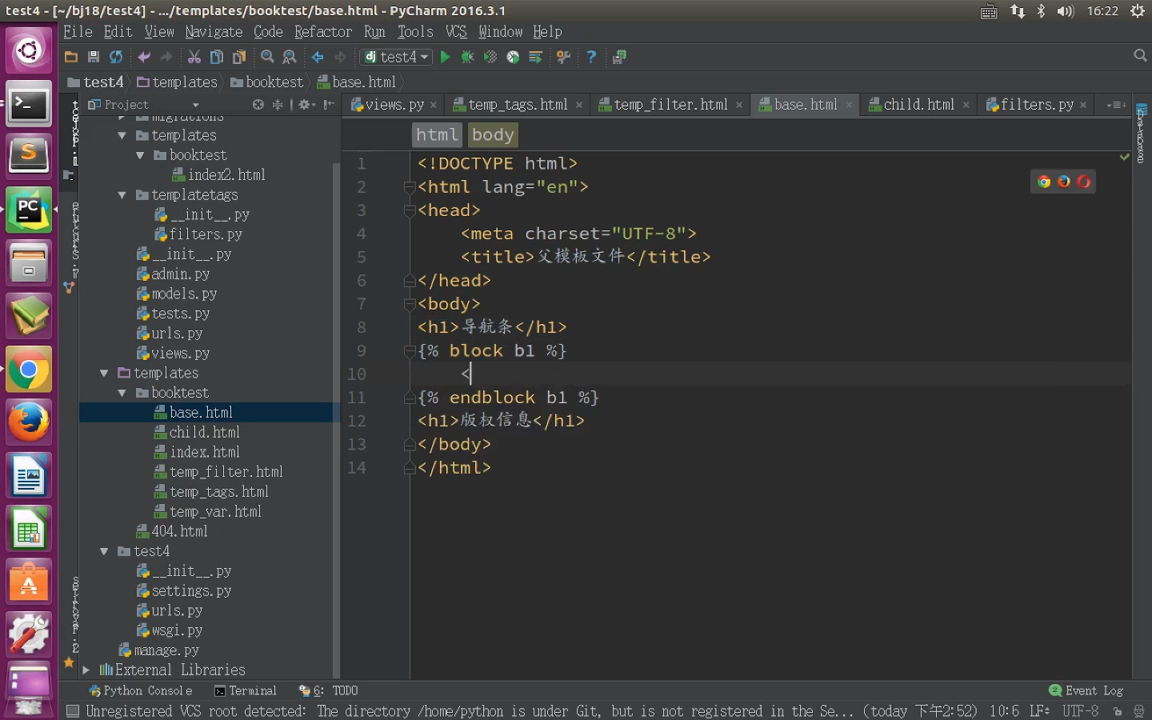 test4 - [~/bj18/test4] - .../templates/booktest/base.html - PyCharm 2016.3.1
16:22
File Edit View Navigate Code Refactor Run Tools VCS Window Help
test4
test4 templates booktest base.html
Project
views.py temp_tags.html temp_filter.html base.html child.html filters.py
html body
migrations
templates
booktest
index2.html
templatetags
__init__.py
filters.py
__init__.py
admin.py
models.py
tests.py
urls.py
views.py
templates
booktest
base.html
child.html
index.html
temp_filter.html
temp_tags.html
temp_var.html
404.html
test4
__init__.py
settings.py
urls.py
wsgi.py
manage.py
External Libraries
1 <!DOCTYPE html>
2 <html lang="en">
3 <head>
4 <meta charset="UTF-8">
5 <title>父模板文件</title>
6 </head>
7 <body>
8 <h1>导航条</h1>
9 {% block b1 %}
10 <
11 {% endblock b1 %}
12 <h1>版权信息</h1>
13 </body>
14 </html>
Python Console Terminal 6: TODO Event Log
Unregistered VCS root detected: The directory /home/python is under Git, but is not registered in the Se... (today 下午2:52) 10:6 LF÷ UTF-8